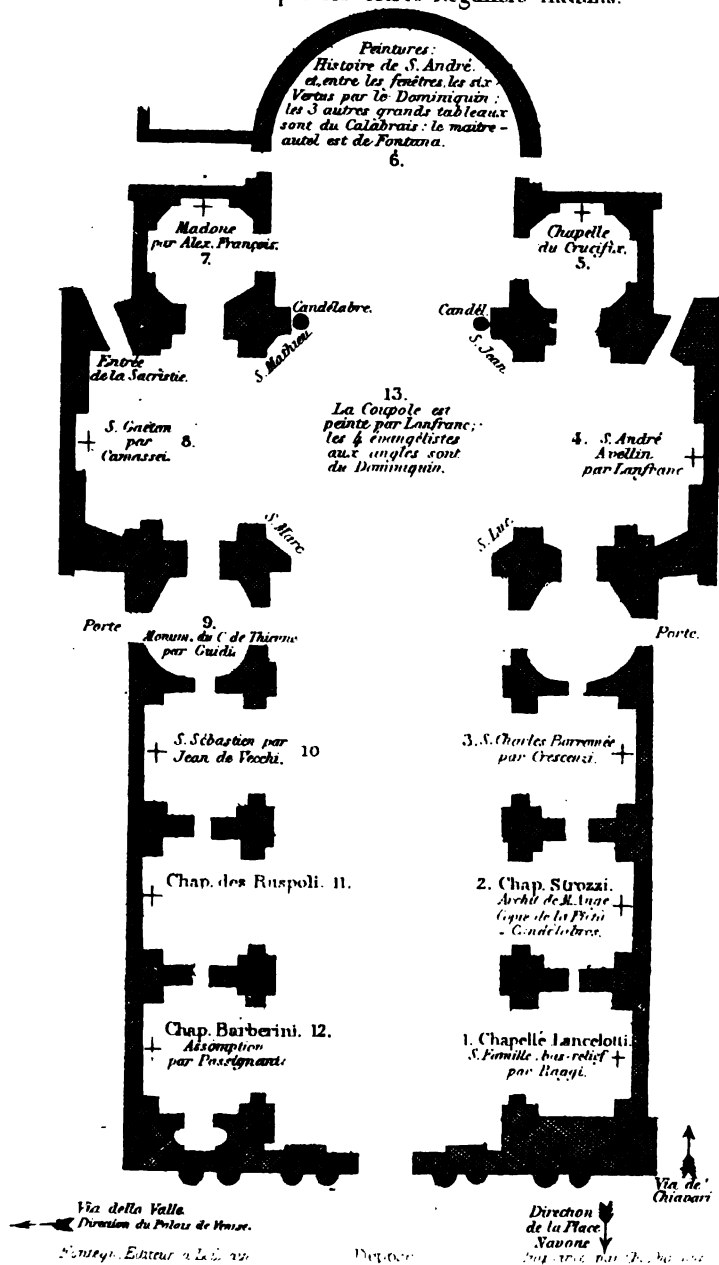 Peintures:
Histoire de S. André.
et, entre les fenêtres, les six
Vertus par le Dominiquin;
les 3 autres grands tableaux
sont du Calabrais: le maitre-
autel est de Fontana.
6.
Madone
par Alex. François.
7.
Chapelle
du Crucifix.
5.
Candélabre.
Candél.
S. Mathieu
S. Jean.
Entrée
de la Sacristie.
13.
La Coupole est
peinte par Lanfranc;
les 4 évangélistes
aux angles sont
du Dominiquin.
S. Gaëtan
par 8.
Camassei.
4. S. André
Avellin
par Lanfranc
S. Marc
S. Luc.
Porte
9.
Monum. du C. de Thienne
par Guidi.
Porte.
S. Sébastien par
Jean de Vecchi. 10
3. S. Charles Borromée
par Crescenzi.
Chap. des Ruspoli. 11.
2. Chap. Strozzi.
Archit. de M. Ange
Copie de la Pieta
Candélabres.
Chap. Barberini. 12.
Assomption
par Passignani
1. Chapelle Lancelotti.
S. Famille, bas-relief
par Raggi.
Via de'
Chiavari
Via della Valle.
Direction du Palais de Venise.
Direction
de la Place
Navone
Editeur a